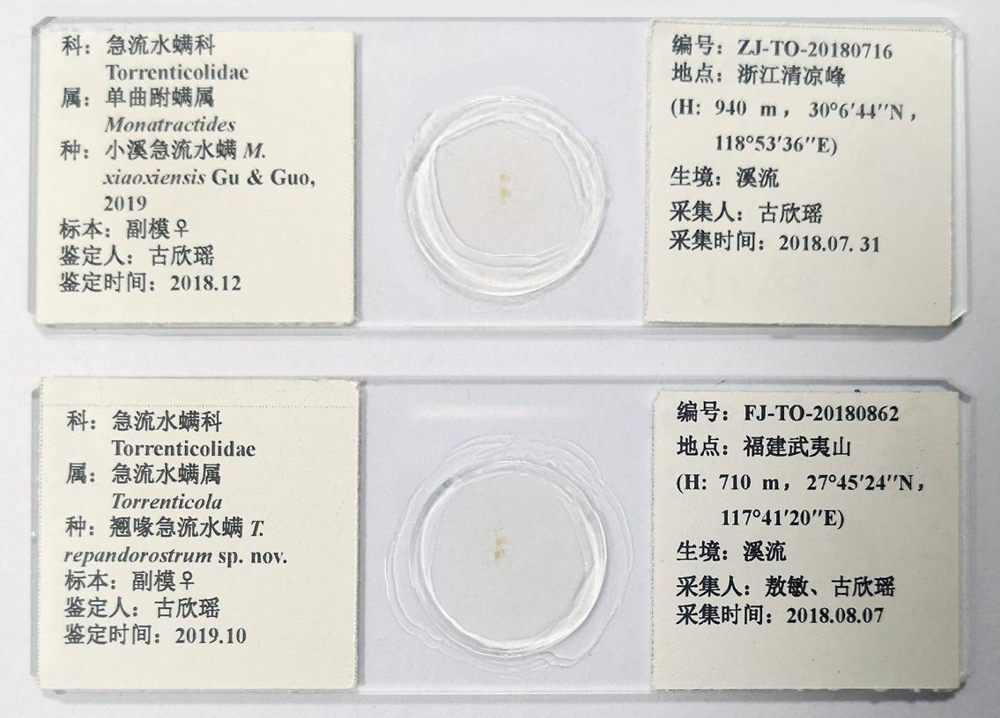 科：急流水螨科
Torrenticolidae
属：单曲跗螨属
Monatractides
种：小溪急流水螨 M.
xiaoxiensis Gu & Guo,
2019
标本：副模♀
鉴定人：古欣瑶
鉴定时间：2018.12
编号：ZJ-TO-20180716
地点：浙江清凉峰
(H: 940 m，30°6′44′′N，
118°53′36′′E)
生境：溪流
采集人：古欣瑶
采集时间：2018.07. 31
科：急流水螨科
Torrenticolidae
属：急流水螨属
Torrenticola
种：翘喙急流水螨 T.
repandorostrum sp. nov.
标本：副模♀
鉴定人：古欣瑶
鉴定时间：2019.10
编号：FJ-TO-20180862
地点：福建武夷山
(H: 710 m，27°45′24′′N，
117°41′20′′E)
生境：溪流
采集人：敖敏、古欣瑶
采集时间：2018.08.07